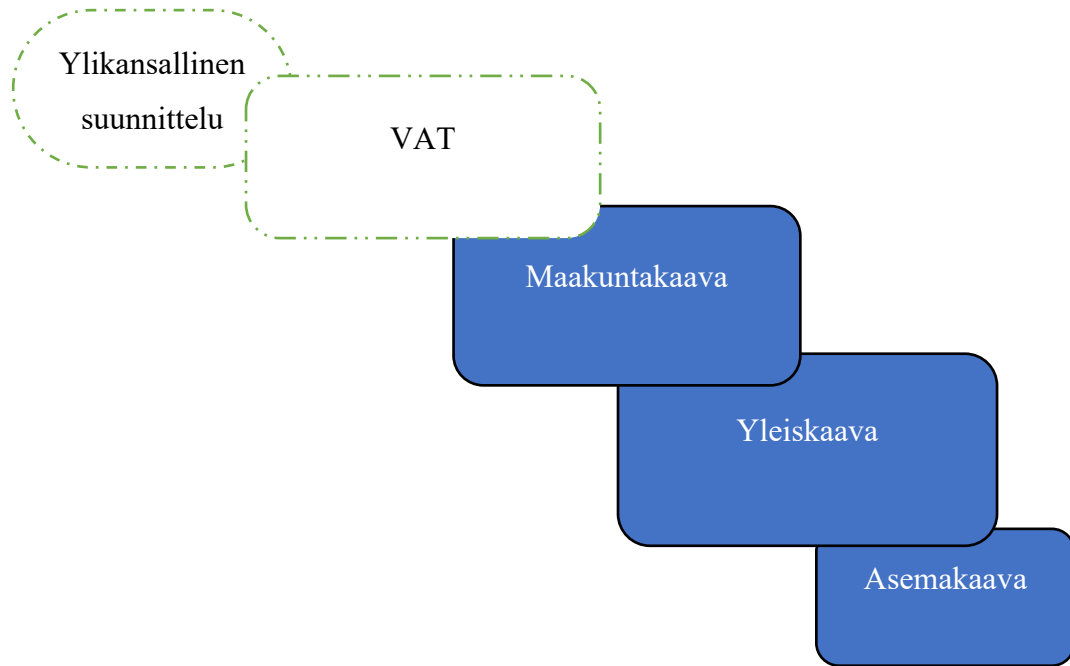 Ylikansallinen
suunnittelu
VAT
Maakuntakaava
Yleiskaava
Asemakaava